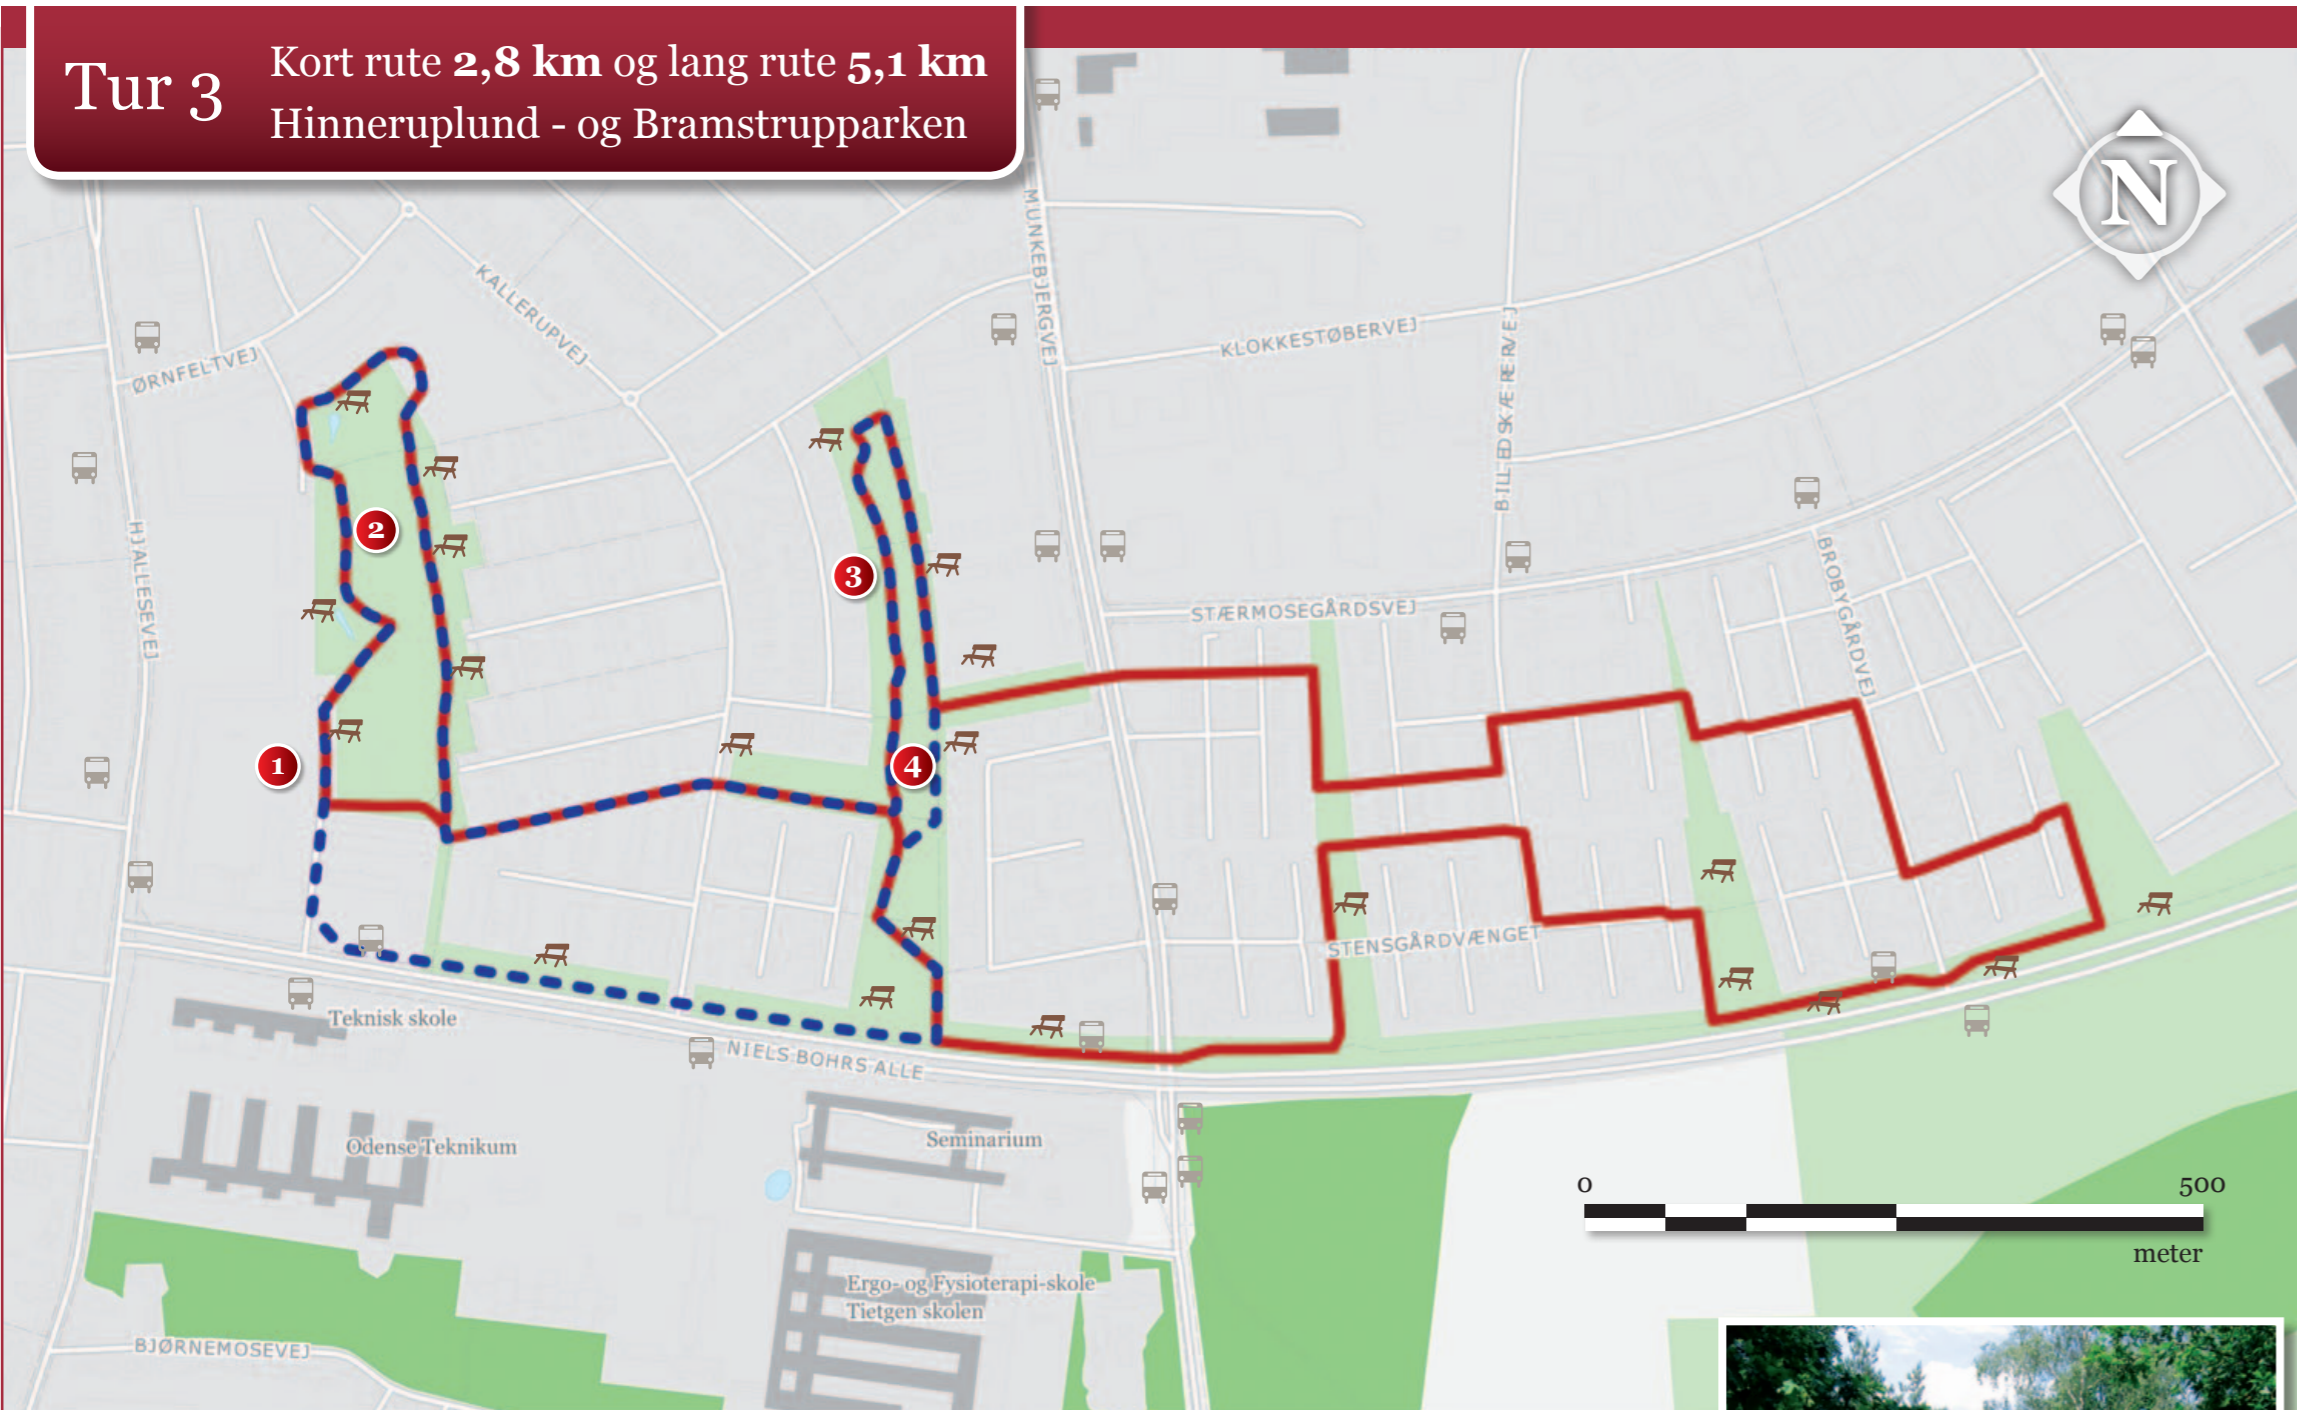 Tur 3
Kort rute 2,8 km og lang rute 5,1 km
Hinneruplund - og Bramstrupparken
N
MUNKEBJERGVEJ
KALLERUPVEJ
ØRNFELTVEJ
KLOKKESTØBERVEJ
BILLEDSKÆRERVEJ
HJALLESEVEJ
BROBYGÅRDVEJ
STÆRMOSEGÅRDSVEJ
2
3
1
4
STENSGÅRDVÆNGET
Teknisk skole
NIELS BOHRS ALLE
Odense Teknikum
Seminarium
0 500
meter
Ergo- og Fysioterapi-skole
Tietgen skolen
BJØRNEMOSEVEJ